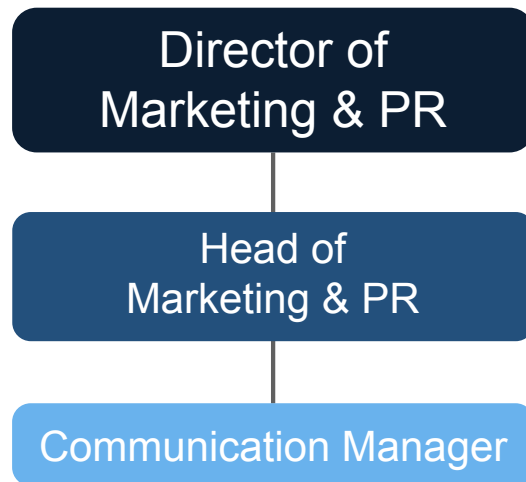 Director of
Marketing & PR
Head of
Marketing & PR
Communication Manager